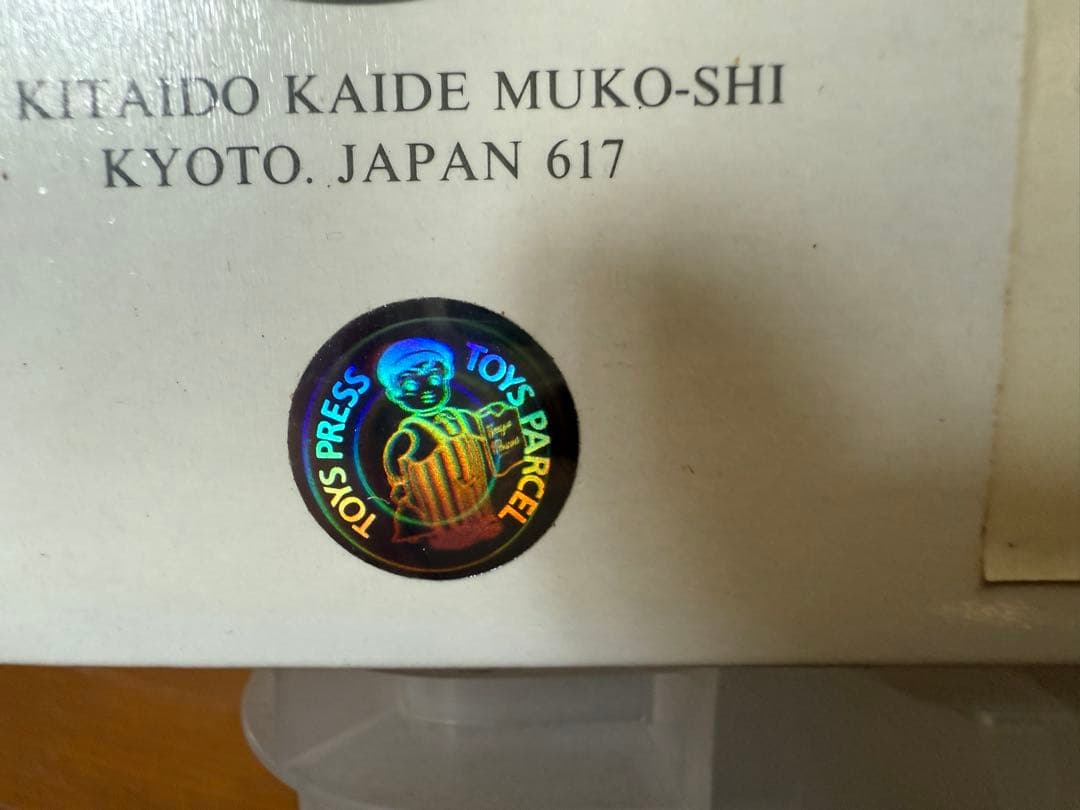 KITAIDO KAIDE MUKO-SHI
KYOTO. JAPAN 617
TOYS PRESS
TOYS PARCEL